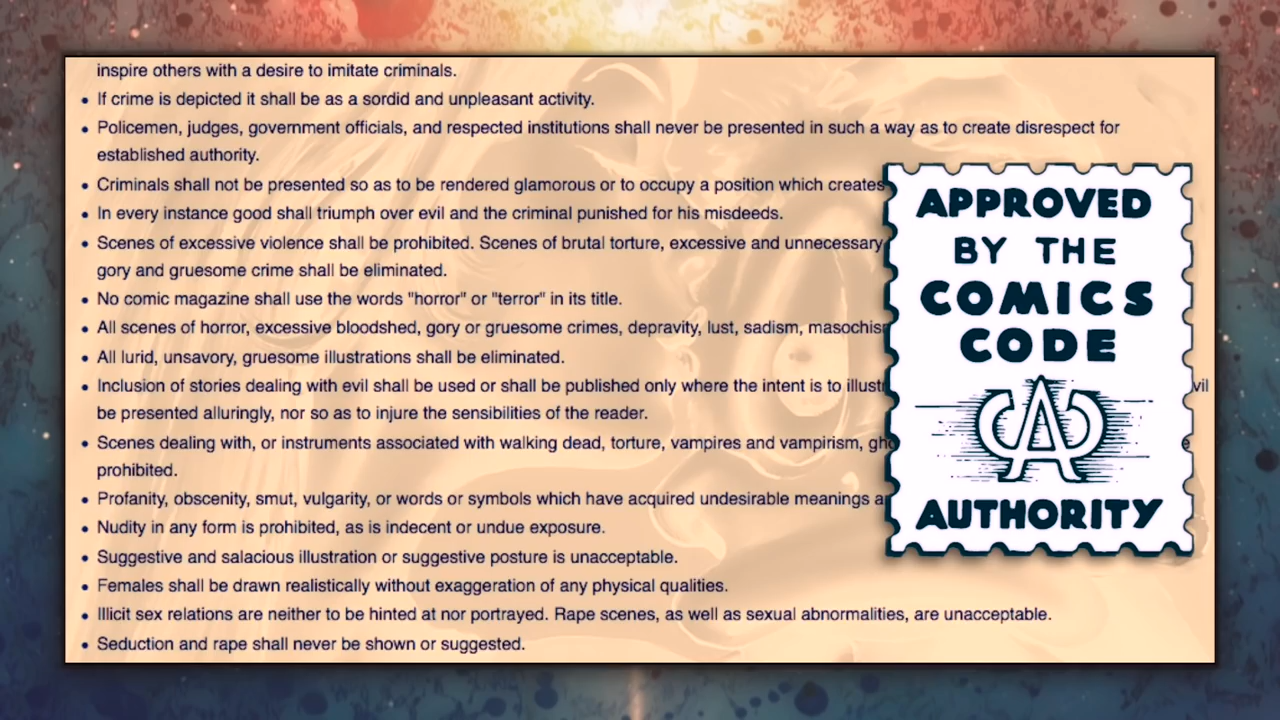 inspire others with a desire to imitate criminals.
• If crime is depicted it shall be as a sordid and unpleasant activity.
• Policemen, judges, government officials, and respected institutions shall never be presented in such a way as to create disrespect for
established authority.
• Criminals shall not be presented so as to be rendered glamorous or to occupy a position which creates
• In every instance good shall triumph over evil and the criminal punished for his misdeeds.
• Scenes of excessive violence shall be prohibited. Scenes of brutal torture, excessive and unnecessary
gory and gruesome crime shall be eliminated.
• No comic magazine shall use the words "horror" or "terror" in its title.
• All scenes of horror, excessive bloodshed, gory or gruesome crimes, depravity, lust, sadism,
• All lurid, unsavory, gruesome illustrations shall be eliminated.
• Inclusion of stories dealing with evil shall be used or shall be published only where the intent is to
be presented alluringly, nor so as to injure the sensibilities of the reader.
• Scenes dealing with, or instruments associated with walking dead, torture, vampires and vampirism,
prohibited.
• Profanity, obscenity, smut, vulgarity, or words or symbols which have acquired undesirable meanings
• Nudity in any form is prohibited, as is indecent or undue exposure.
• Suggestive and salacious illustration or suggestive posture is unacceptable.
• Females shall be drawn realistically without exaggeration of any physical qualities.
• Illicit sex relations are neither to be hinted at nor portrayed. Rape scenes, as well as sexual abnormalities, are unacceptable.
• Seduction and rape shall never be shown or suggested.
APPROVED
BY THE
COMICS
CODE
CA
AUTHORITY